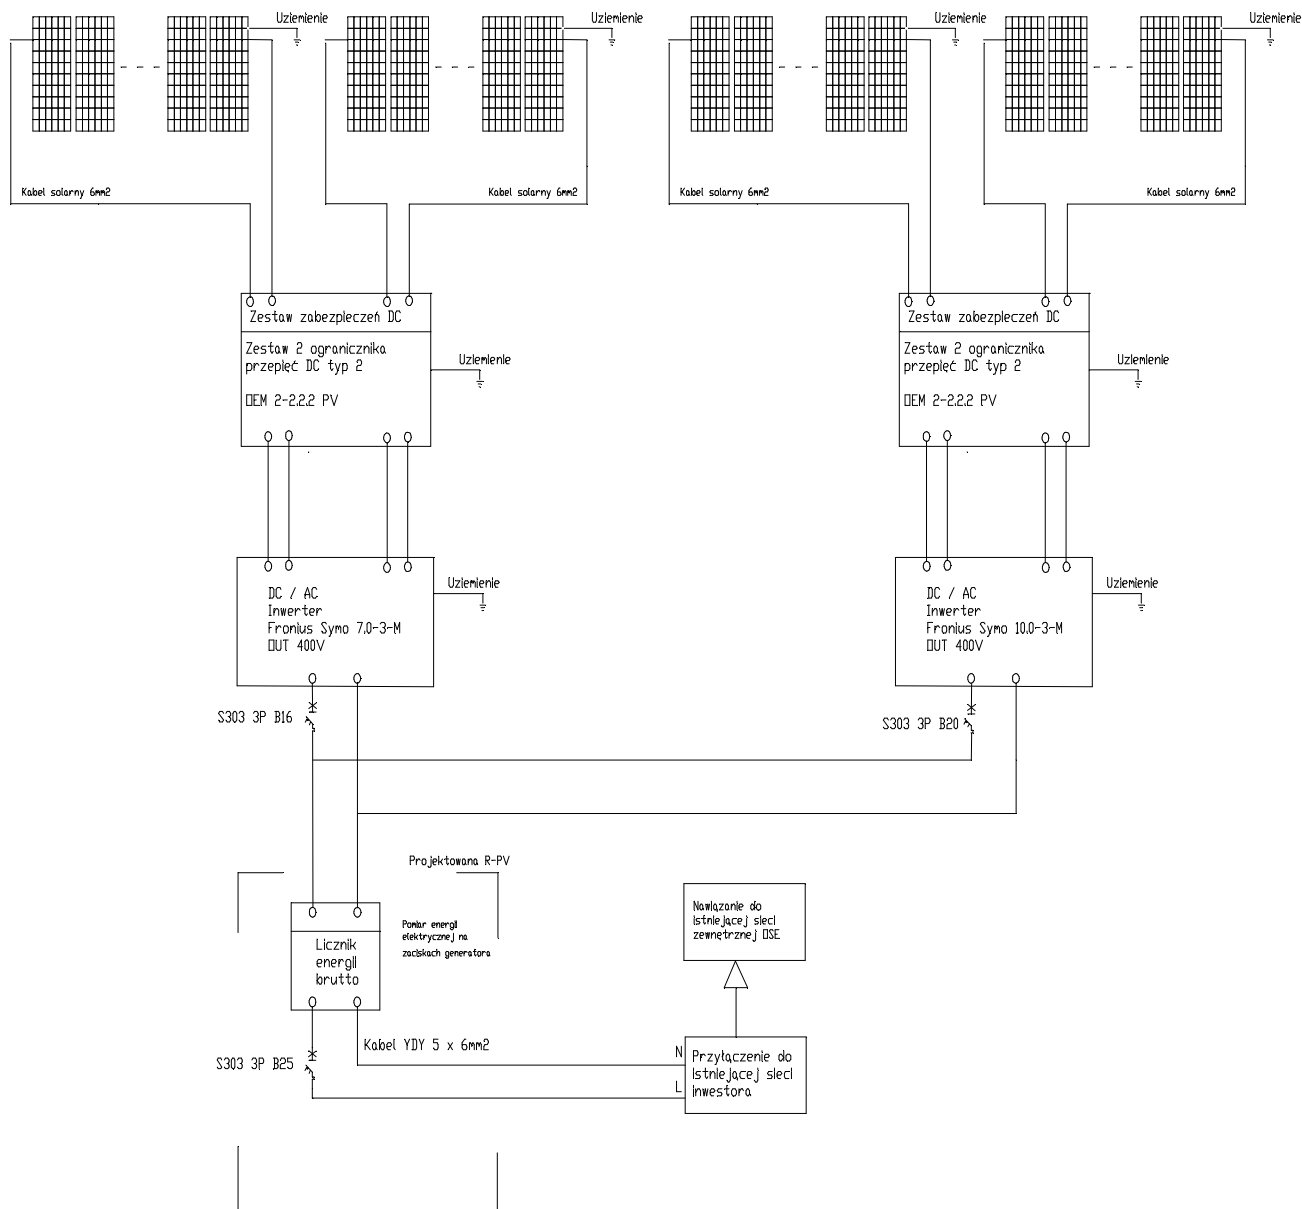 Uziemienie
Uziemienie
Uziemienie
Uziemienie
Kabel solarny 6mm2
Kabel solarny 6mm2
Kabel solarny 6mm2
Kabel solarny 6mm2
Zestaw zabezpleczeń DC
Zestaw 2 ogranicznika
przepięć DC typ 2
OEM 2-2.2.2 PV
Uziemienie
Zestaw zabezpleczeń DC
Zestaw 2 ogranicznika
przepięć DC typ 2
OEM 2-2.2.2 PV
Uziemienie
DC / AC
Inwerter
Fronius Symo 7.0-3-M
OUT 400V
Uziemienie
DC / AC
Inwerter
Fronius Symo 10.0-3-M
OUT 400V
Uziemienie
S303 3P B16
S303 3P B20
Projektowana R-PV
Licznik
energii
brutto
Pomiar energii
elektrycznej na
zaciskach generatora
Nawiązanie do
istniejącej sieci
zewnętrznej OSE
Kabel YDY 5 x 6mm2
S303 3P B25
N
L
Przyłączenie do
istniejącej sieci
inwestora